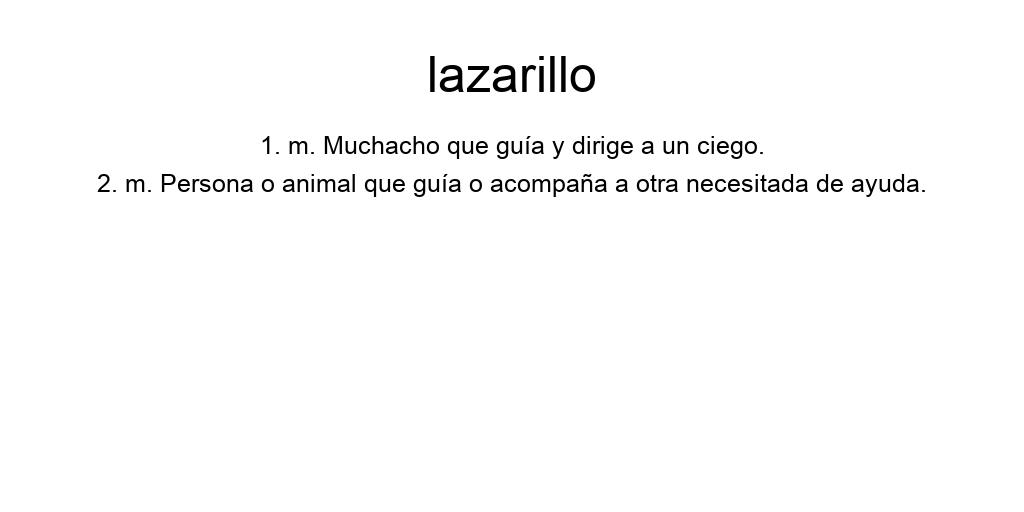 lazarillo
1. m. Muchacho que guía y dirige a un ciego.
2. m. Persona o animal que guía o acompaña a otra necesitada de ayuda.